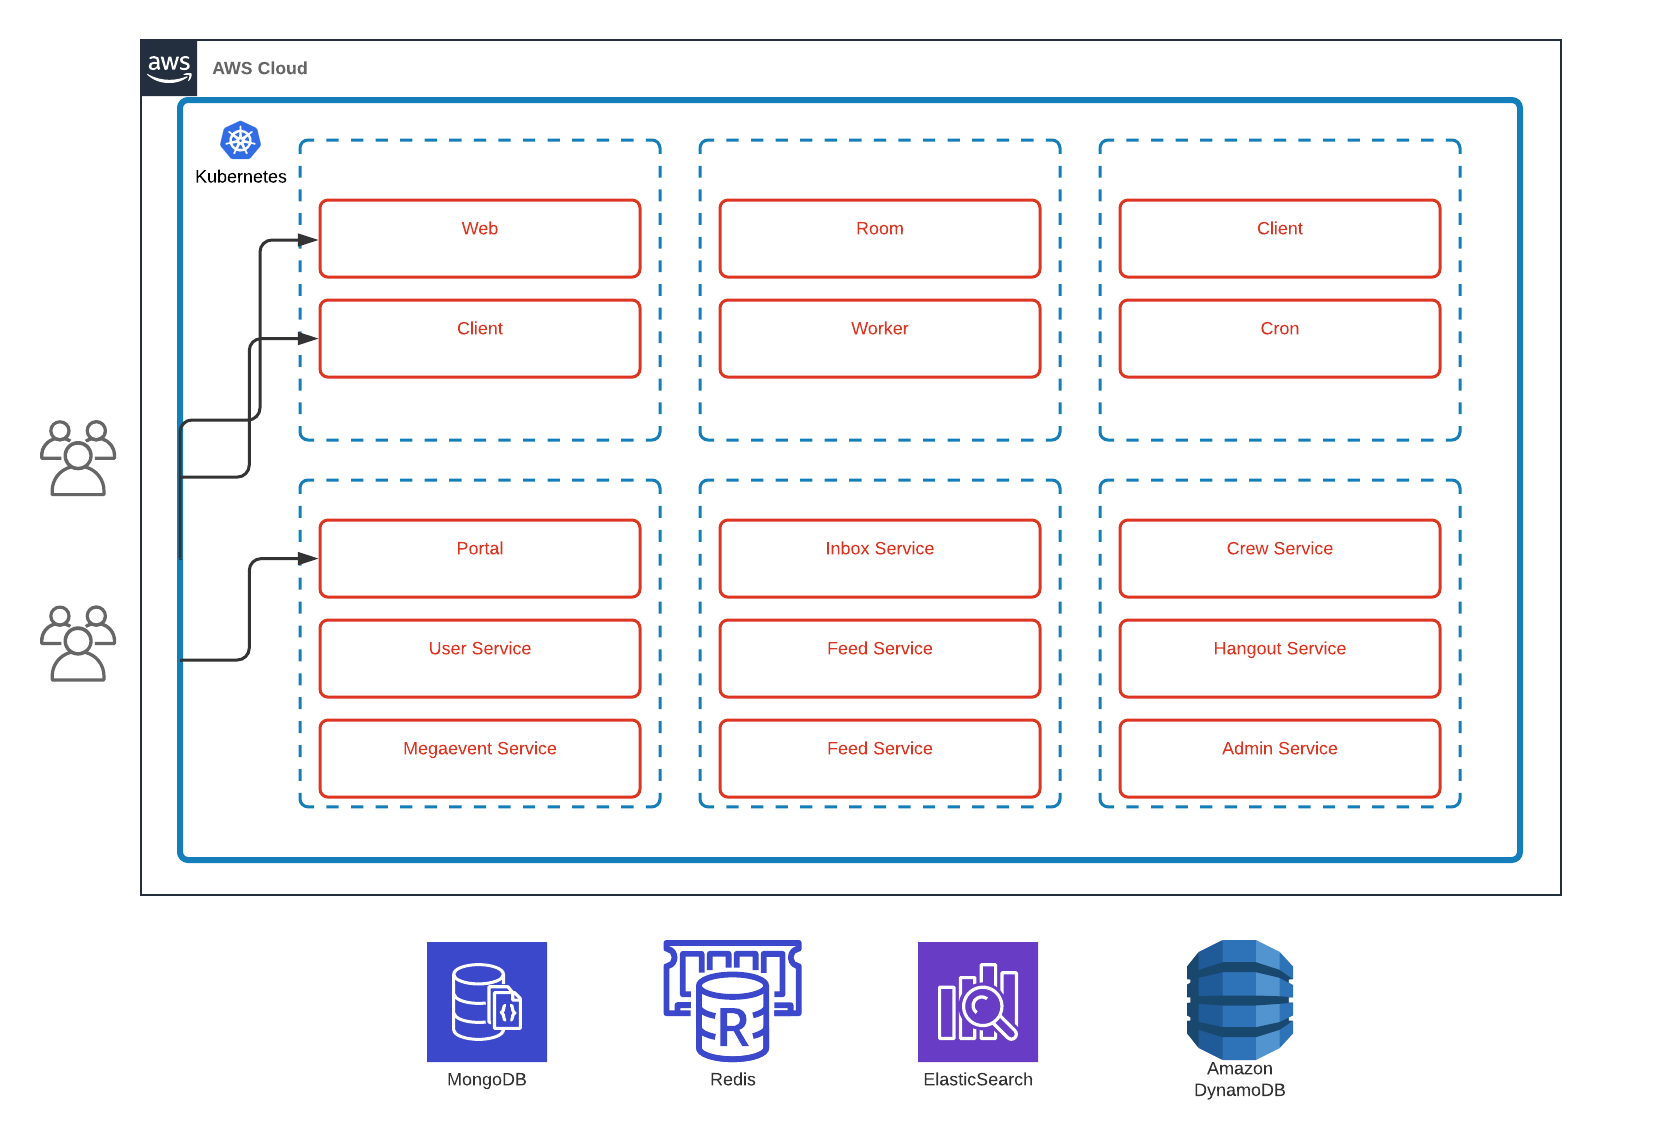 aws
AWS Cloud
Kubernetes
Web
Client
Room
Worker
Client
Cron
Portal
User Service
Megaevent Service
Inbox Service
Feed Service
Feed Service
Crew Service
Hangout Service
Admin Service
{ }
R
MongoDB
Redis
ElasticSearch
Amazon
DynamoDB